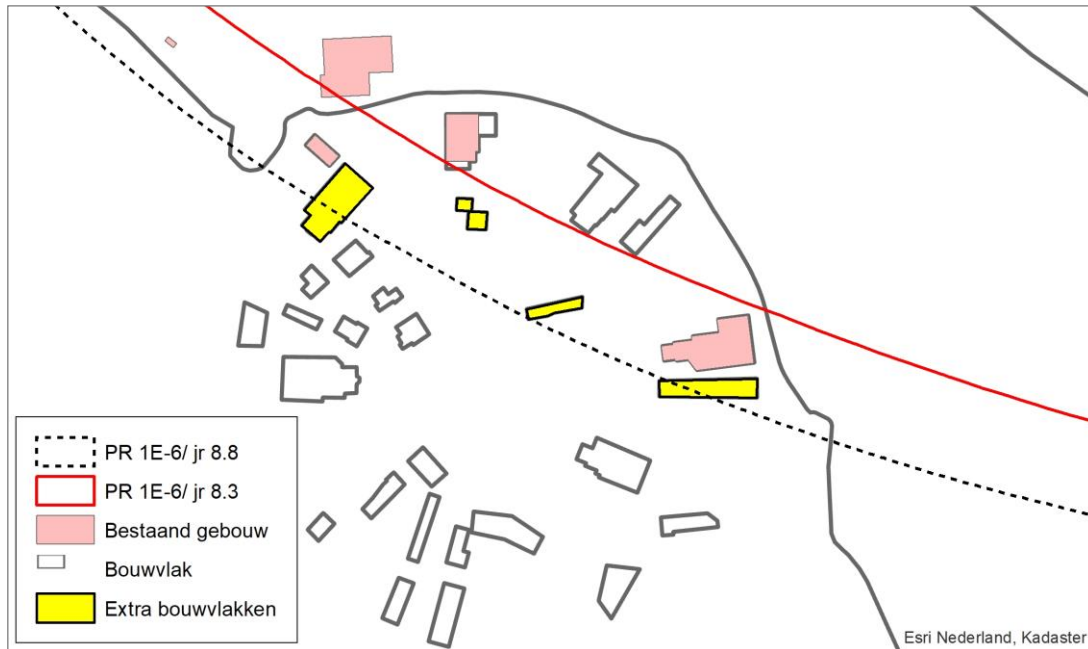 PR 1E-6/ jr 8.8
PR 1E-6/ jr 8.3
Bestaand gebouw
Bouwvlak
Extra bouwvlakken
Esri Nederland, Kadaster